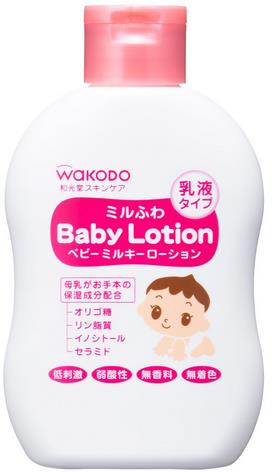 WAKODO
和光堂スキンケア
乳液
タイプ
ミルふわ
Baby Lotion
ベビーミルキーローション
母乳がお手本の
保湿成分配合
オリゴ糖
リン脂質
イノシトール
セラミド
低刺激 弱酸性 無香料 無着色